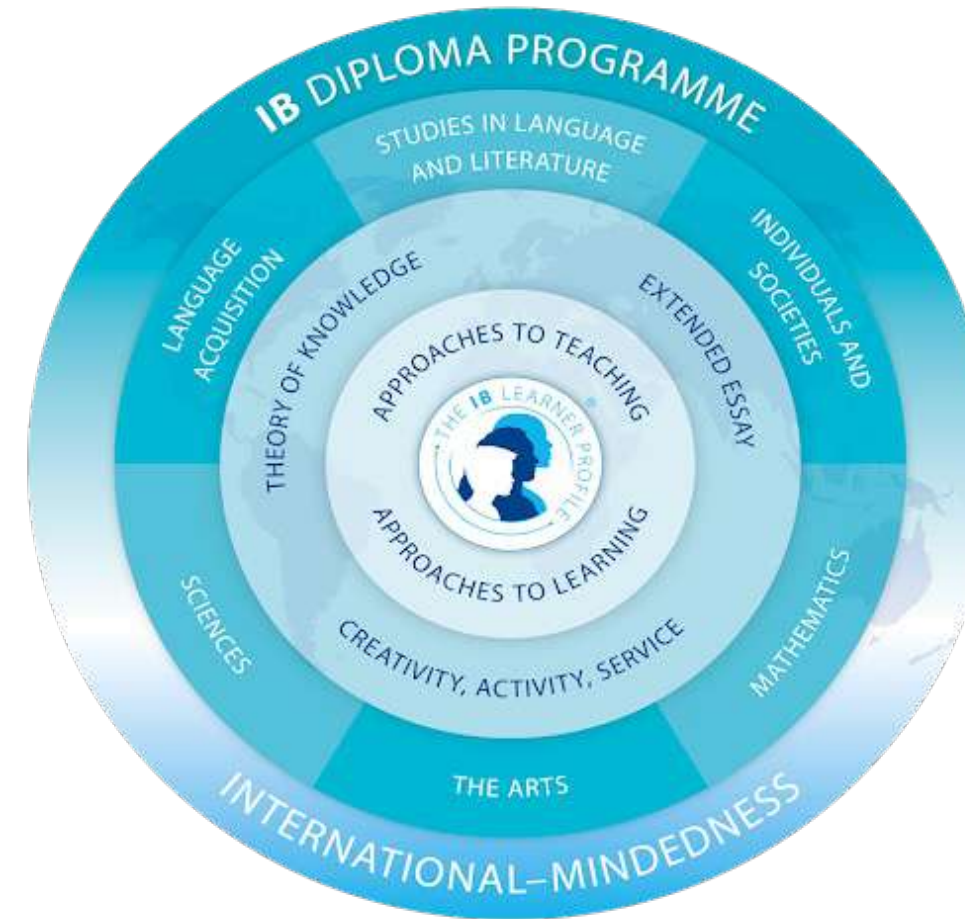 IB DIPLOMA PROGRAMME
STUDIES IN LANGUAGE
AND LITERATURE
LANGUAGE
ACQUISITION
INDIVIDUALS AND
SOCIETIES
THEORY OF KNOWLEDGE
EXTENDED ESSAY
APPROACHES TO TEACHING
THE IB LEARNER PROFILE
®
APPROACHES TO LEARNING
CREATIVITY, ACTIVITY, SERVICE
SCIENCES
MATHEMATICS
THE ARTS
INTERNATIONAL–MINDEDNESS